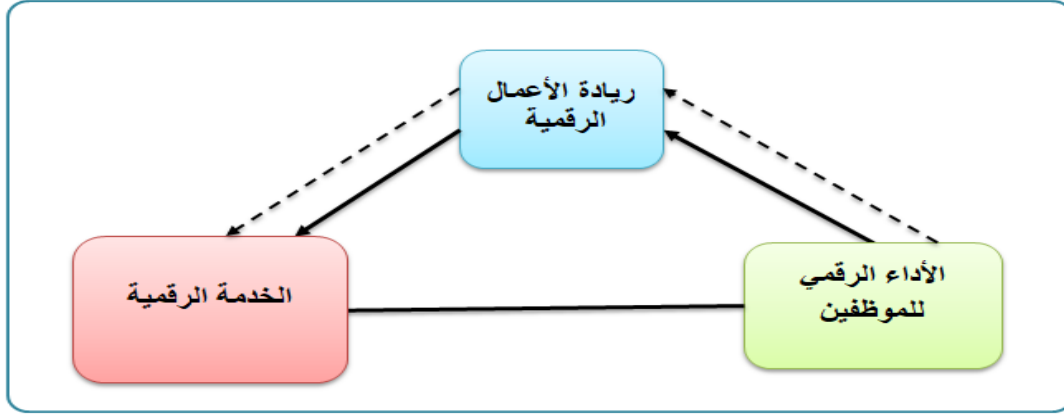 ريادة الأعمال
الرقمية
الأداء الرقمي
للموظفين
الخدمة الرقمية